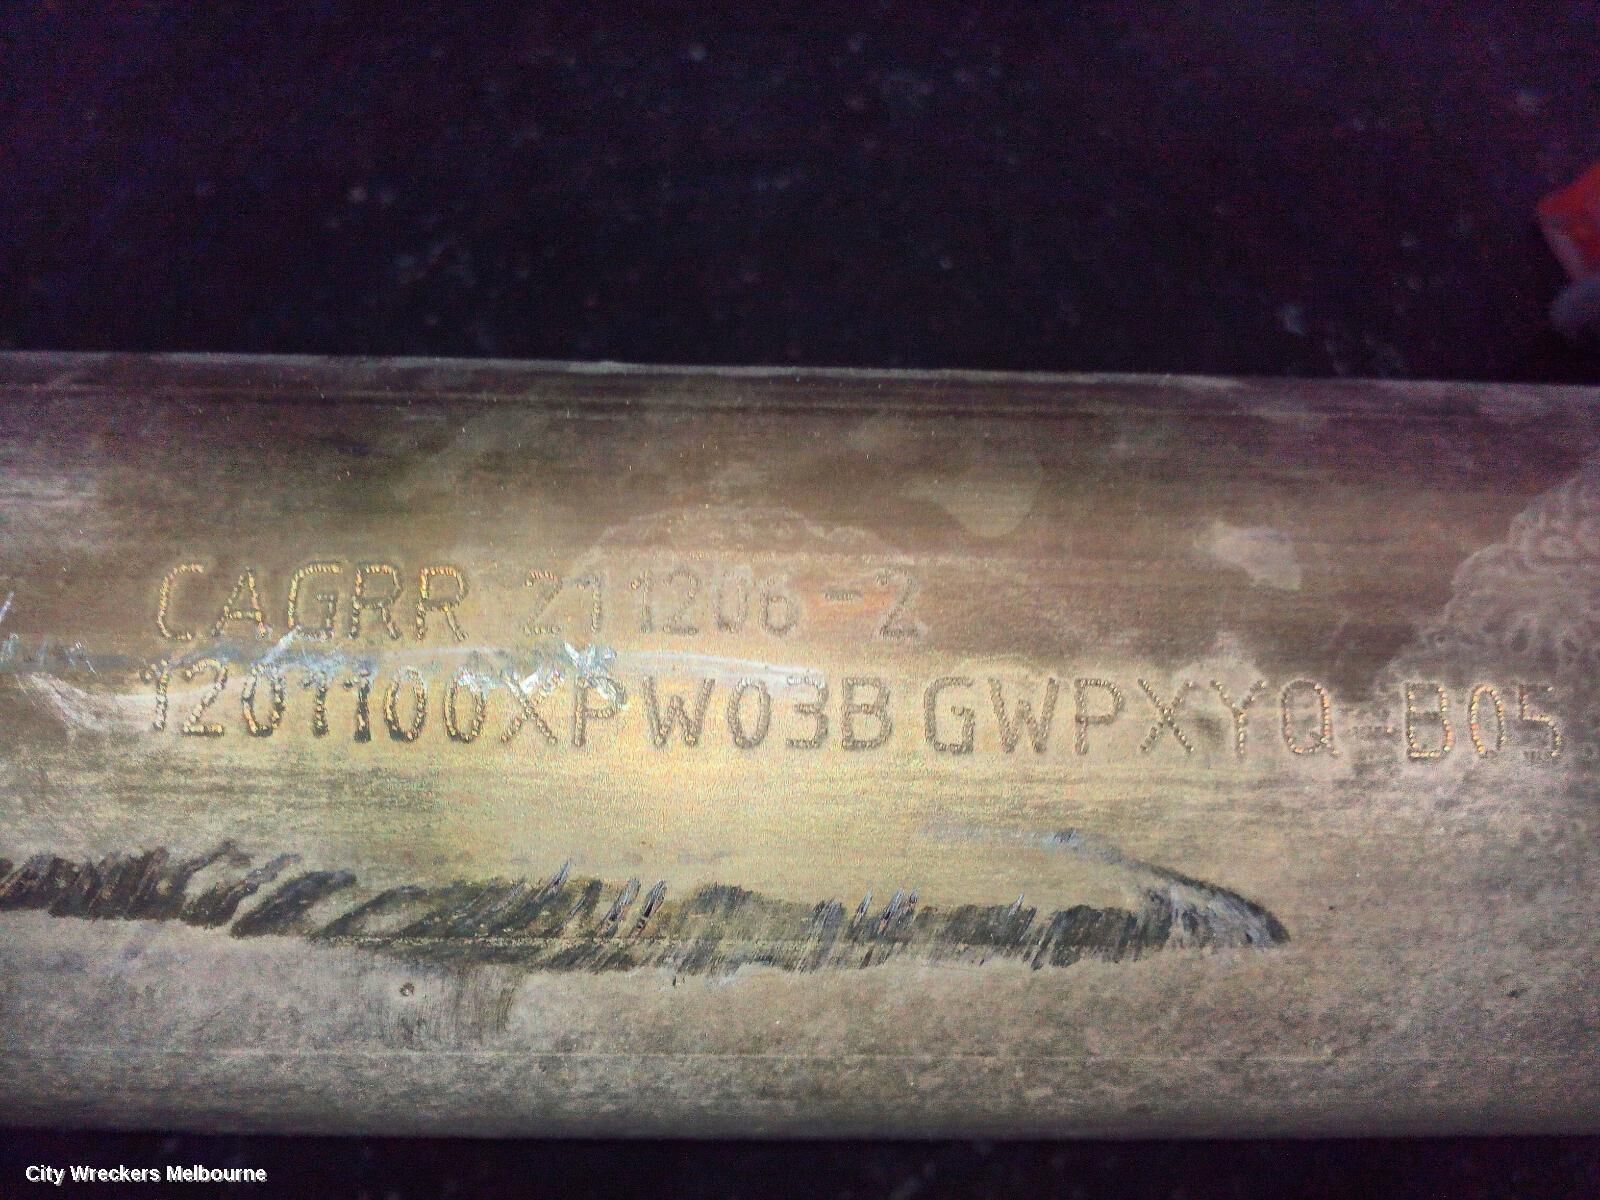 CAGRR 211206-2
1201100XPW03B GWPXYQ-B05
City Wreckers Melbourne